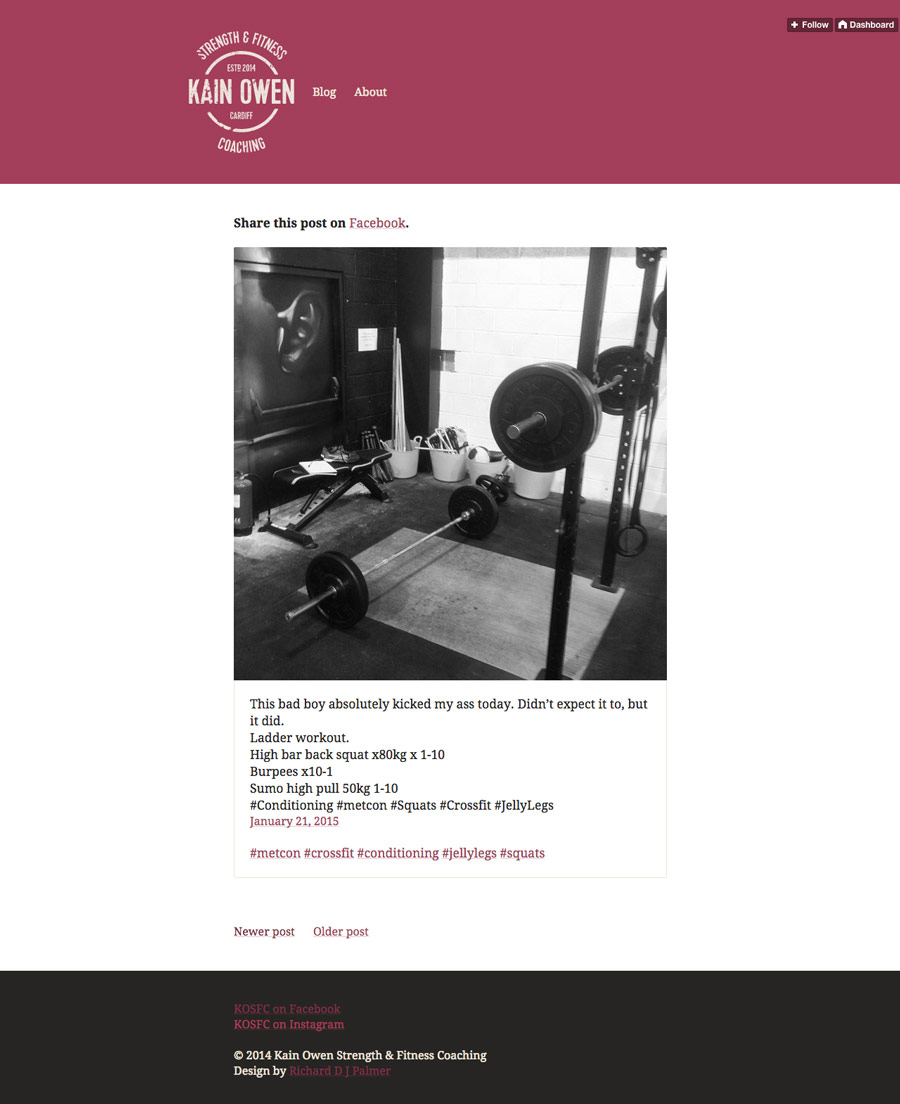 Follow
Dashboard
STRENGTH & FITNESS
ESTD 2014
KAIN OWEN
CARDIFF
COACHING
Blog
About
Share this post on Facebook.
This bad boy absolutely kicked my ass today. Didn't expect it to, but
it did.
Ladder workout.
High bar back squat x80kg x 1-10
Burpees x10-1
Sumo high pull 50kg 1-10
#Conditioning #metcon #Squats #Crossfit #JellyLegs
January 21, 2015
#metcon #crossfit #conditioning #jellylegs #squats
Newer post
Older post
KOSFC on Facebook
KOSFC on Instagram
© 2014 Kain Owen Strength & Fitness Coaching
Design by Richard D J Palmer